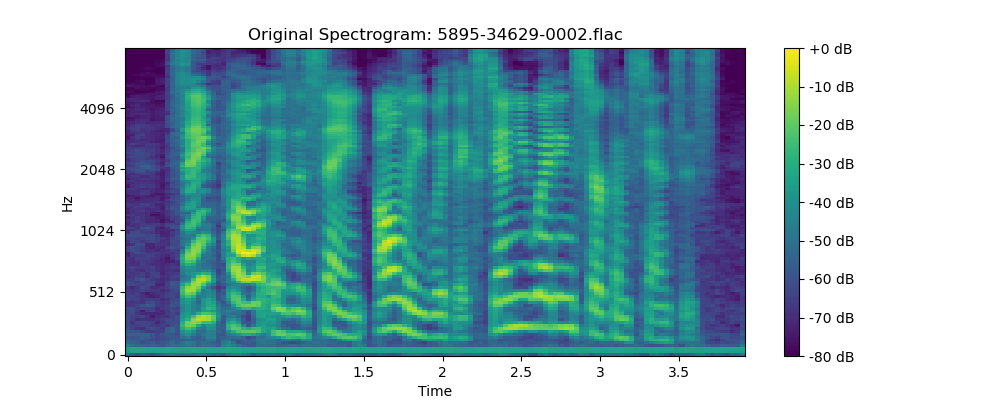 Original Spectrogram: 5895-34629-0002.flac
Hz
4096
2048
1024
512
0
0 0.5 1 1.5 2 2.5 3 3.5
Time
+0 dB
-10 dB
-20 dB
-30 dB
-40 dB
-50 dB
-60 dB
-70 dB
-80 dB